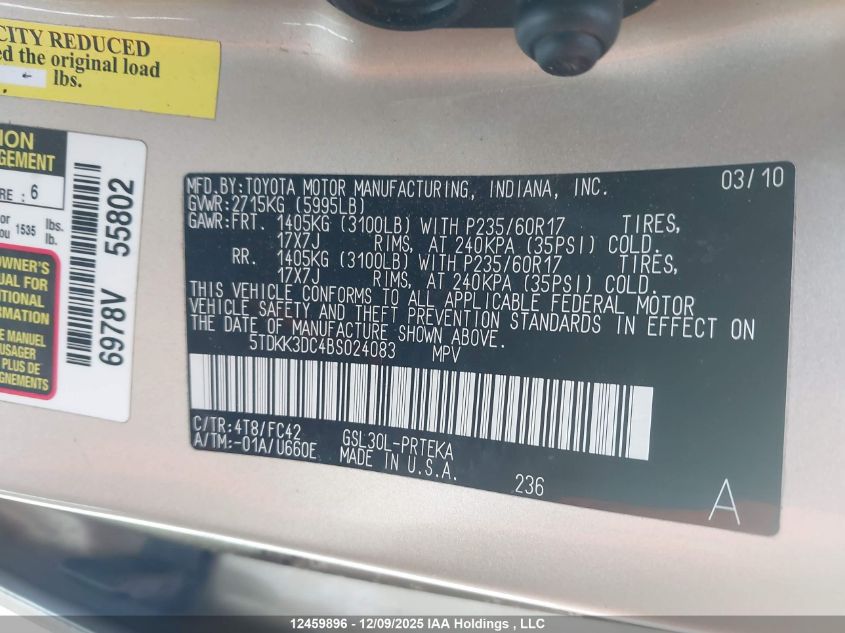 CITY REDUCED
ed the original load
lbs.
ION
GEMENT
RE : 6
or
ou 1535 lbs.
lb.
OWNER'S
UAL FOR
ITIONAL
RMATION
E MANUEL
USAGER
PLUS DE
GNEMENTS
6978V 55802
MFD.BY:TOYOTA MOTOR MANUFACTURING, INDIANA, INC. 03/10
GVWR:2715KG (5995LB)
GAWR:FRT. 1405KG (3100LB) WITH P235/60R17 TIRES,
17X7J RIMS, AT 240KPA (35PSI) COLD.
RR. 1405KG (3100LB) WITH P235/60R17 TIRES,
17X7J RIMS, AT 240KPA (35PSI) COLD.
THIS VEHICLE CONFORMS TO ALL APPLICABLE FEDERAL MOTOR
VEHICLE SAFETY AND THEFT PREVENTION STANDARDS IN EFFECT ON
THE DATE OF MANUFACTURE SHOWN ABOVE.
5TDKK3DC4BS024083 MPV
C/TR:4T8/FC42
A/TM:-01A/U660E
GSL30L-PRTEKA
MADE IN U.S.A.
236
A
12459896 - 12/09/2025 IAA Holdings , LLC